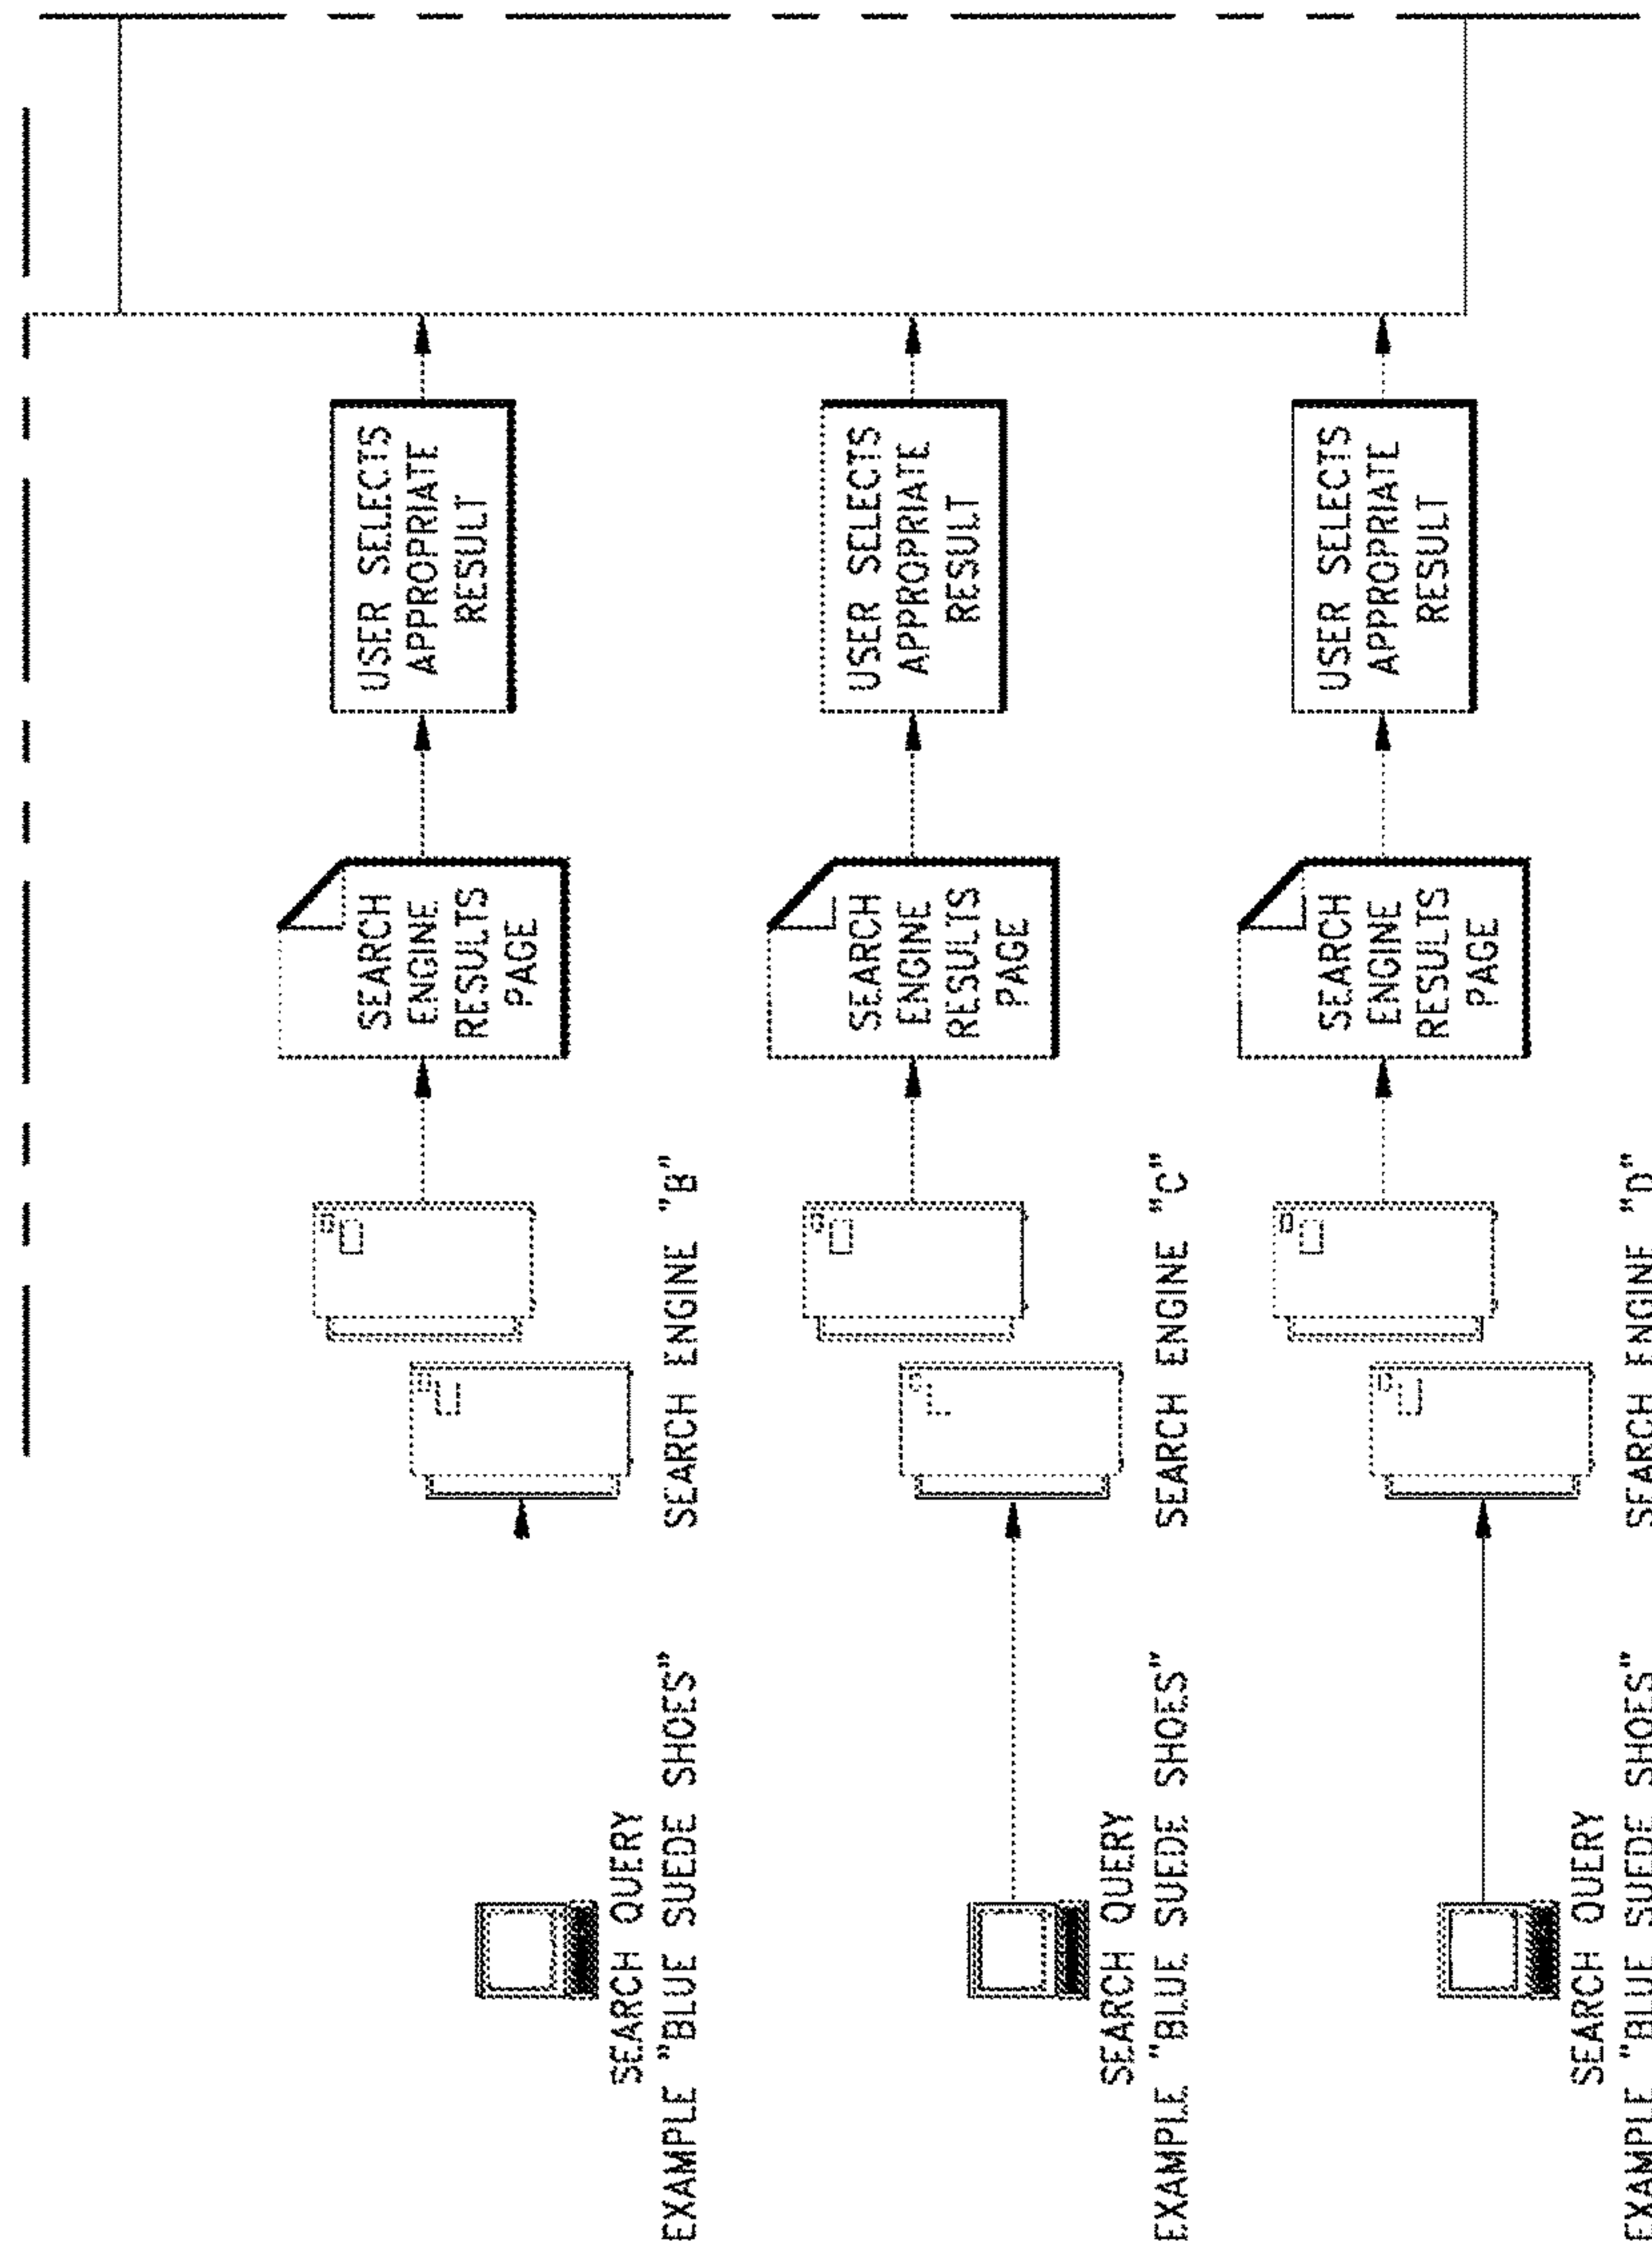 SEARCH QUERY
EXAMPLE "BLUE SUEDE SHOES"
SEARCH ENGINE "B"
SEARCH
ENGINE
RESULTS
PAGE
USER SELECTS
APPROPRIATE
RESULT
SEARCH QUERY
EXAMPLE "BLUE SUEDE SHOES"
SEARCH ENGINE "C"
SEARCH
ENGINE
RESULTS
PAGE
USER SELECTS
APPROPRIATE
RESULT
SEARCH QUERY
EXAMPLE "BLUE SUEDE SHOES"
SEARCH ENGINE "D"
SEARCH
ENGINE
RESULTS
PAGE
USER SELECTS
APPROPRIATE
RESULT